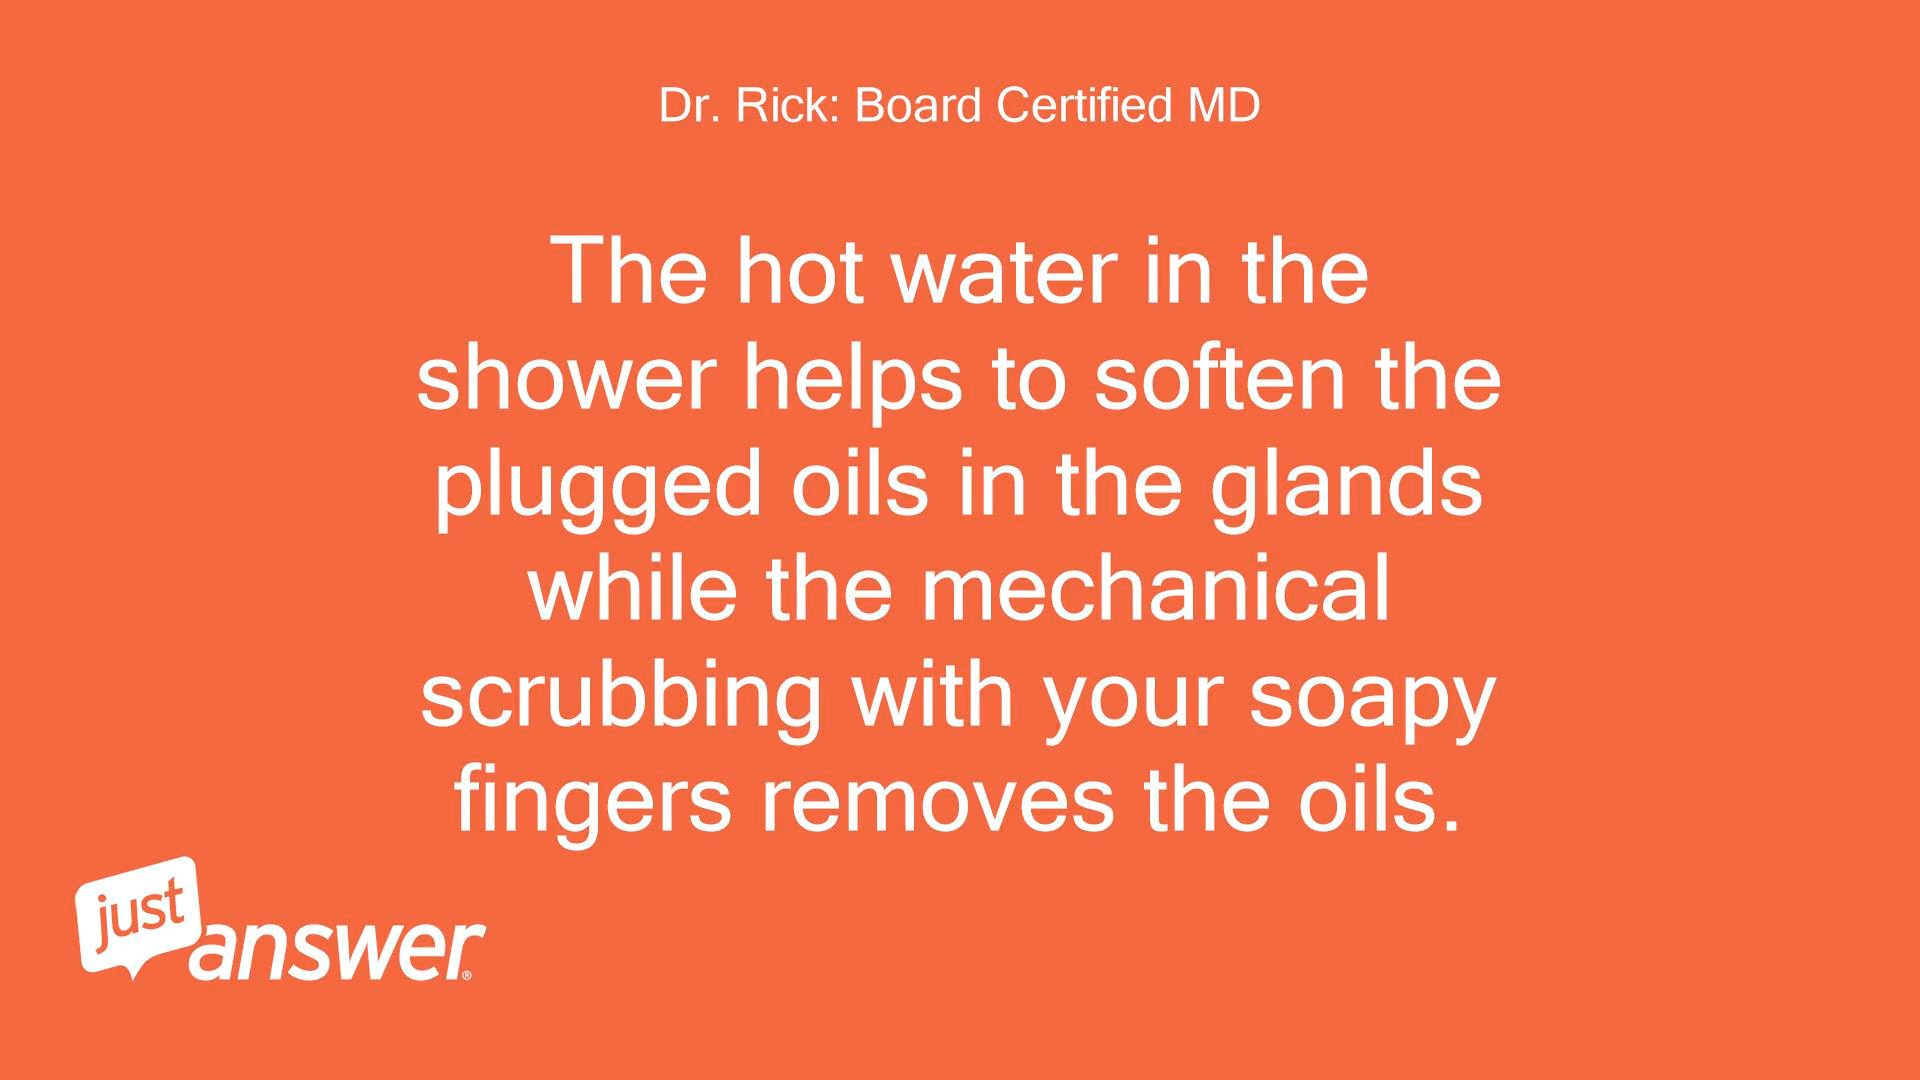 Dr. Rick: Board Certified MD
The hot water in the
shower helps to soften the
plugged oils in the glands
while the mechanical
scrubbing with your soapy
fingers removes the oils.
just
answer®